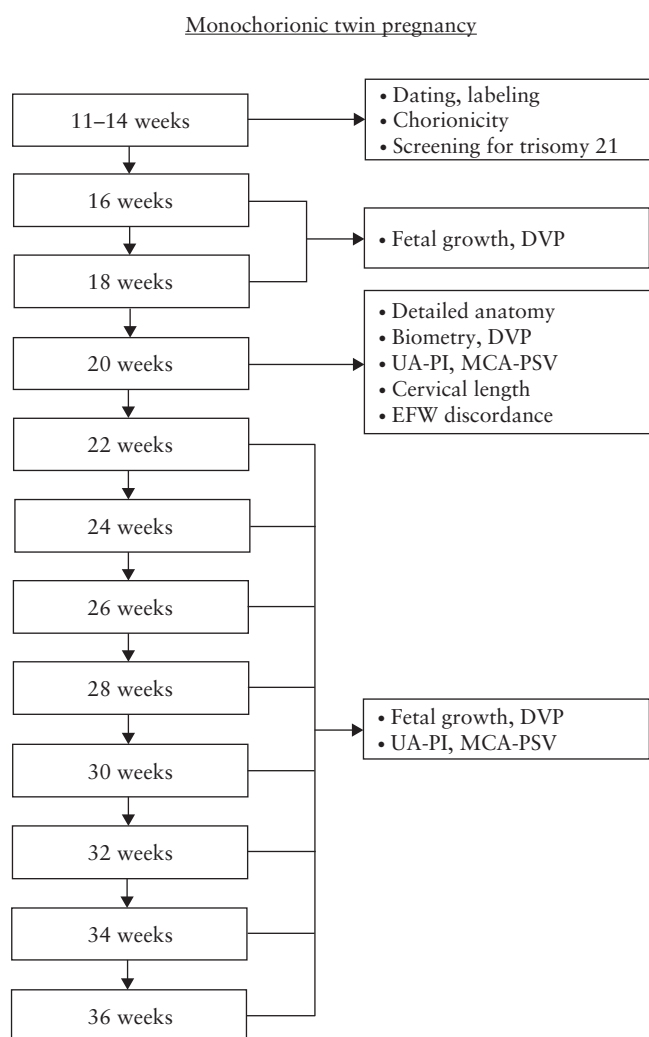 Monochorionic twin pregnancy
11–14 weeks
• Dating, labeling
• Chorionicity
• Screening for trisomy 21
16 weeks
• Fetal growth, DVP
18 weeks
20 weeks
• Detailed anatomy
• Biometry, DVP
• UA-PI, MCA-PSV
• Cervical length
• EFW discordance
22 weeks
24 weeks
26 weeks
28 weeks
30 weeks
32 weeks
34 weeks
36 weeks
• Fetal growth, DVP
• UA-PI, MCA-PSV